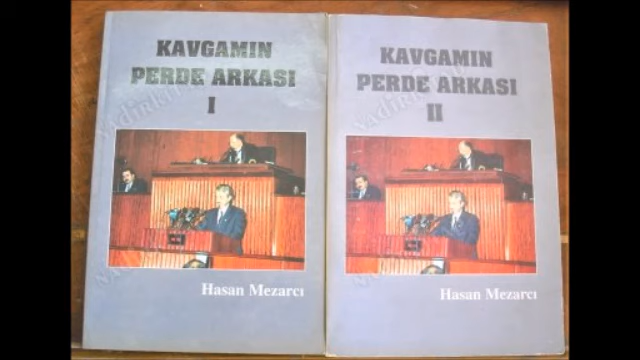 KAVGAMIN
PERDE ARKASI
I
Hasan Mezarcı
KAVGAMIN
PERDE ARKASI
II
Hasan Mezarcı